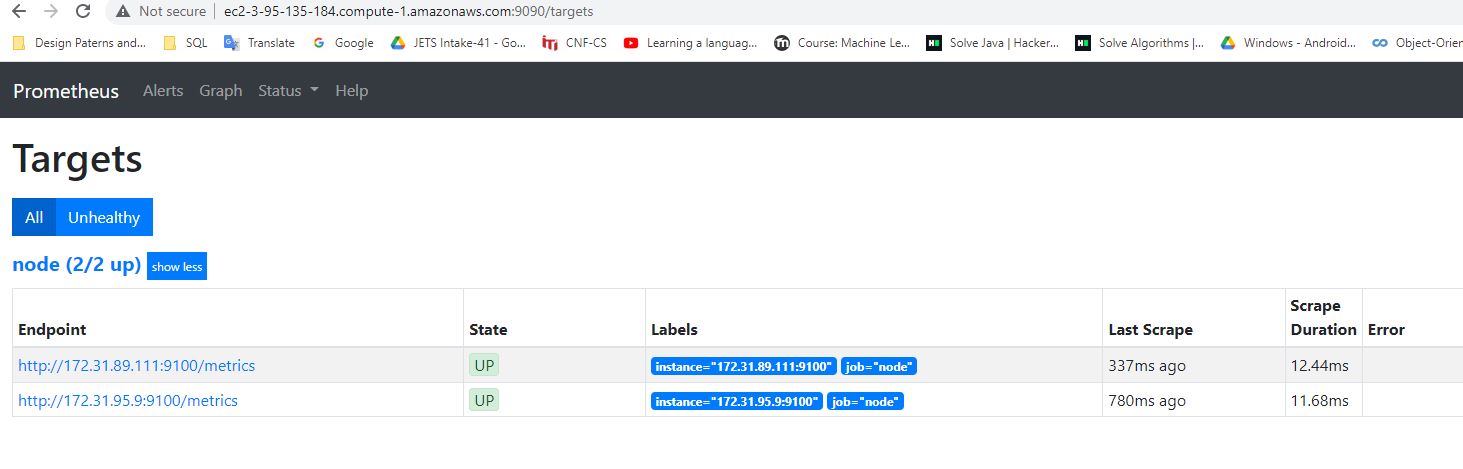 Not secure | ec2-3-95-135-184.compute-1.amazonaws.com:9090/targets
Design Paterns and... SQL Translate Google JETS Intake-41 - Go... CNF-CS Learning a languag... Course: Machine Le... Solve Java | Hacker... Solve Algorithms |... Windows - Android... Object-Orien
Prometheus Alerts Graph Status Help
Targets
All Unhealthy
node (2/2 up) show less
Scrape
Endpoint State Labels Last Scrape Duration Error
http://172.31.89.111:9100/metrics UP instance="172.31.89.111:9100" job="node" 337ms ago 12.44ms
http://172.31.95.9:9100/metrics UP instance="172.31.95.9:9100" job="node" 780ms ago 11.68ms